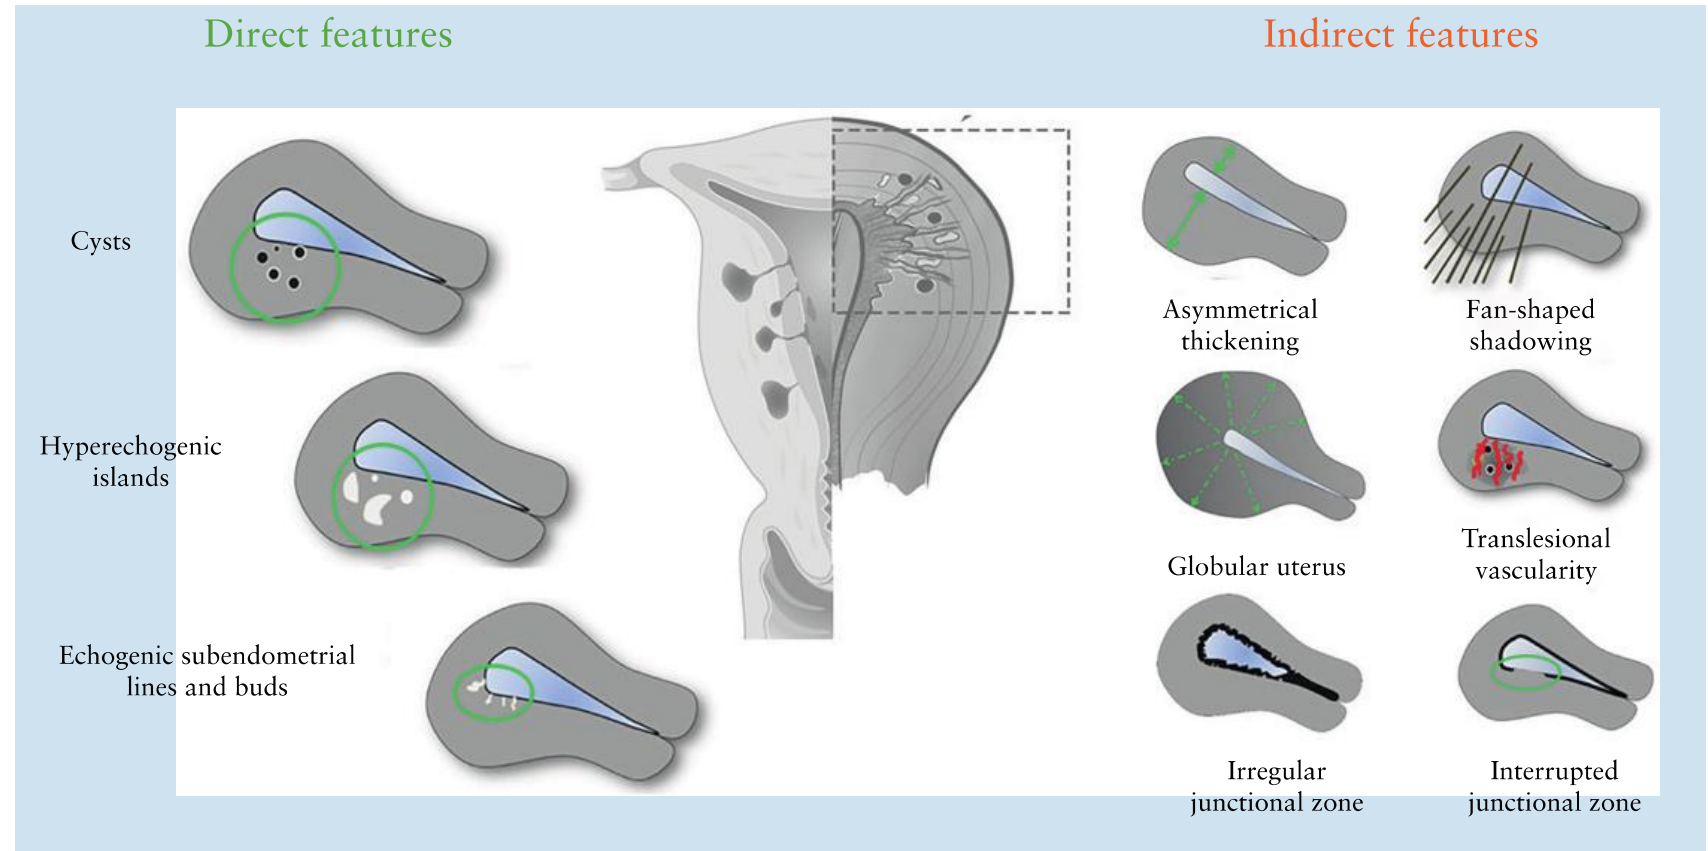 Direct features
Indirect features
Cysts
Hyperechogenic
islands
Echogenic subendometrial
lines and buds
Asymmetrical
thickening
Fan-shaped
shadowing
Globular uterus
Translesional
vascularity
Irregular
junctional zone
Interrupted
junctional zone